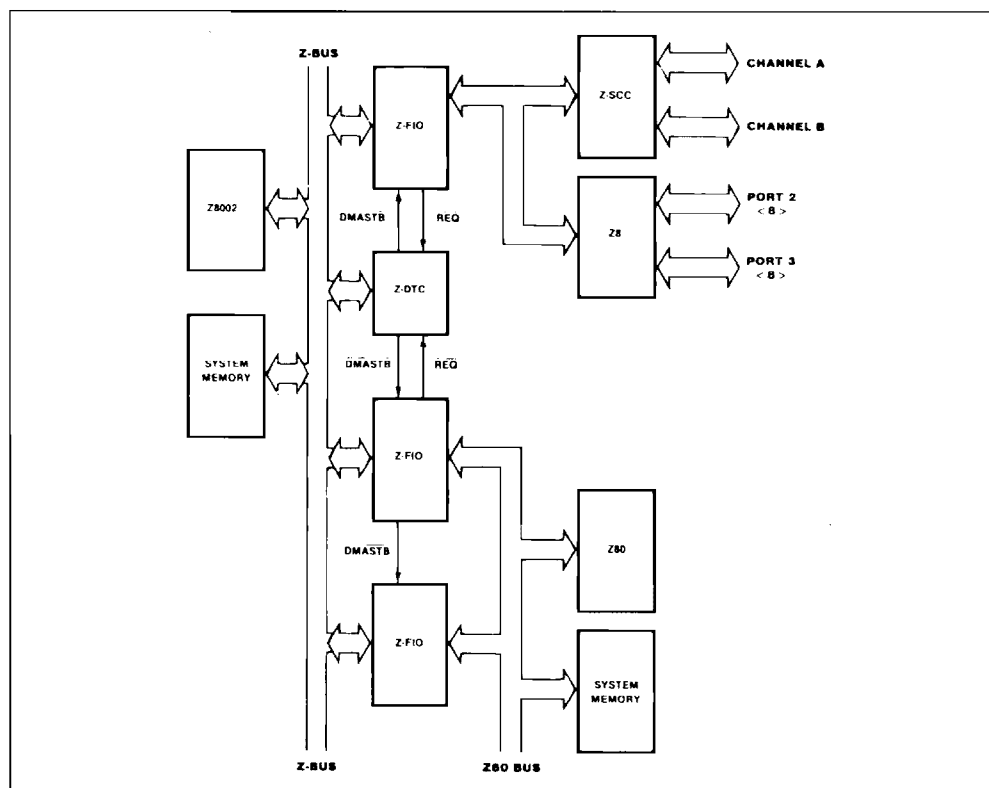 Z-BUS
Z-FIO
Z-SCC
CHANNEL A
CHANNEL B
Z8002
DMASTB
REQ
Z8
PORT 2
<8>
PORT 3
<8>
Z-DTC
SYSTEM
MEMORY
DMASTB
REQ
Z-FIO
DMASTB
Z80
Z-FIO
SYSTEM
MEMORY
Z-BUS
Z80 BUS